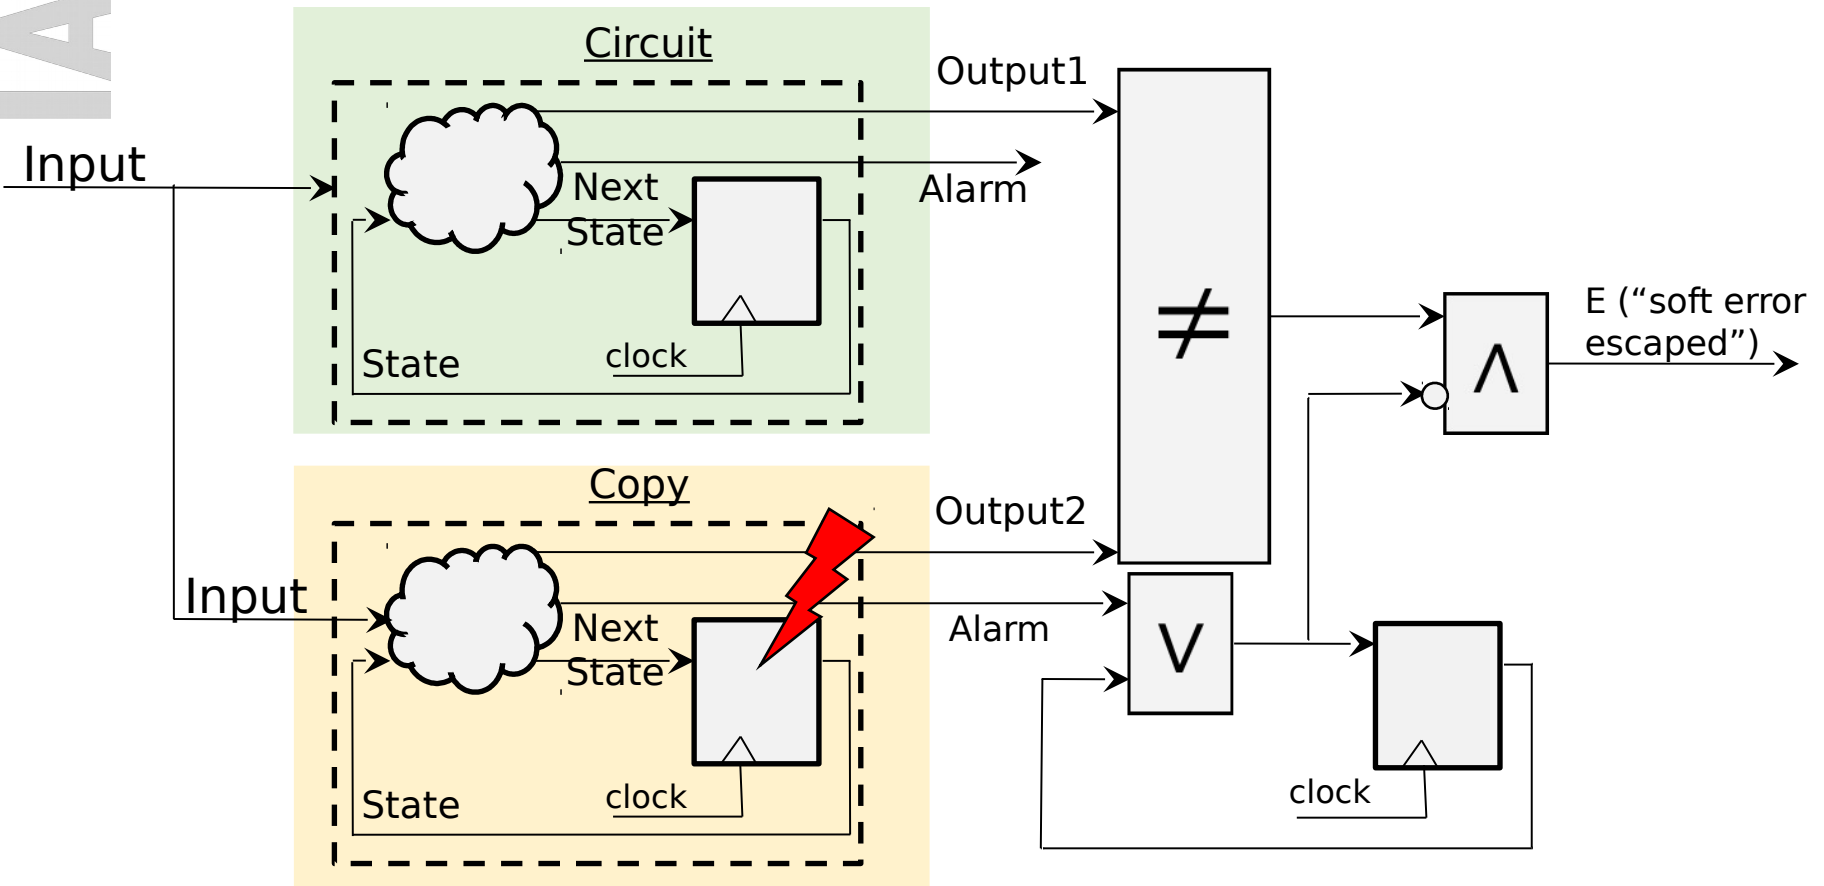 IA
Circuit
Output1
Input
Next
State
Alarm
≠
State
clock
E (“soft error
escaped”)
Λ
Copy
Output2
Input
Next
State
Alarm
V
State
clock
clock